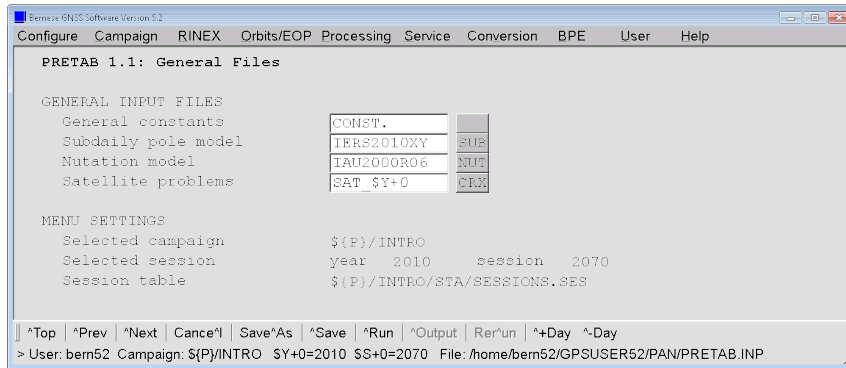 Bernese GNSS Software Version 5.2
Configure Campaign RINEX Orbits/EOP Processing Service Conversion BPE User Help
PRETAB 1.1: General Files
GENERAL INPUT FILES
General constants CONST.
Subdaily pole model IERS2010XY SUB
Nutation model IAU2000R06 NUT
Satellite problems SAT_$Y+0 CRX
MENU SETTINGS
Selected campaign ${P}/INTRO
Selected session year 2010 session 2070
Session table ${P}/INTRO/STA/SESSIONS.SES
^Top ^Prev ^Next Cance^l Save^As ^Save ^Run ^Output Rer^un ^+Day ^-Day
> User: bern52 Campaign: ${P}/INTRO $Y+0=2010 $S+0=2070 File: /home/bern52/GPSUSER52/PAN/PRETAB.INP